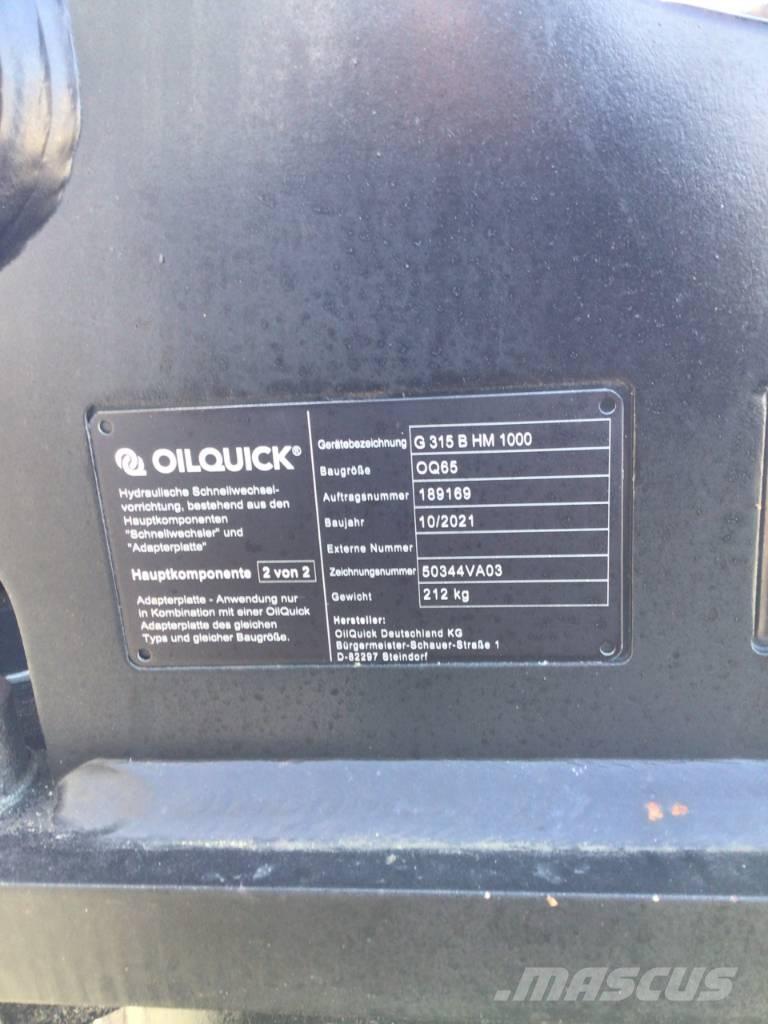 OILQUICK®
Hydraulische Schnellwechsel-
vorrichtung, bestehend aus den
Hauptkomponenten
"Schnellwechsler" und
"Adapterplatte"
Hauptkomponente 2 von 2
Adapterplatte - Anwendung nur
in Kombination mit einer OilQuick
Adapterplatte des gleichen
Typs und gleicher Baugröße.
Gerätebezeichnung G 315 B HM 1000
Baugröße OQ65
Auftragsnummer 189169
Baujahr 10/2021
Externe Nummer
Zeichnungsnummer 50344VA03
Gewicht 212 kg
Hersteller:
OilQuick Deutschland KG
Bürgermeister-Schauer-Straße 1
D-82297 Steindorf
MASCUS